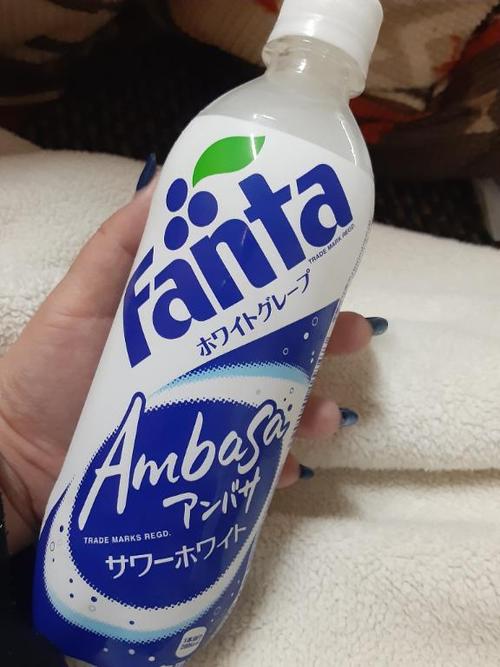 Fanta
TRADE MARK REGD.
ホワイトグレープ
Ambasa
アンバサ
TRADE MARKS REGD.
サワーホワイト